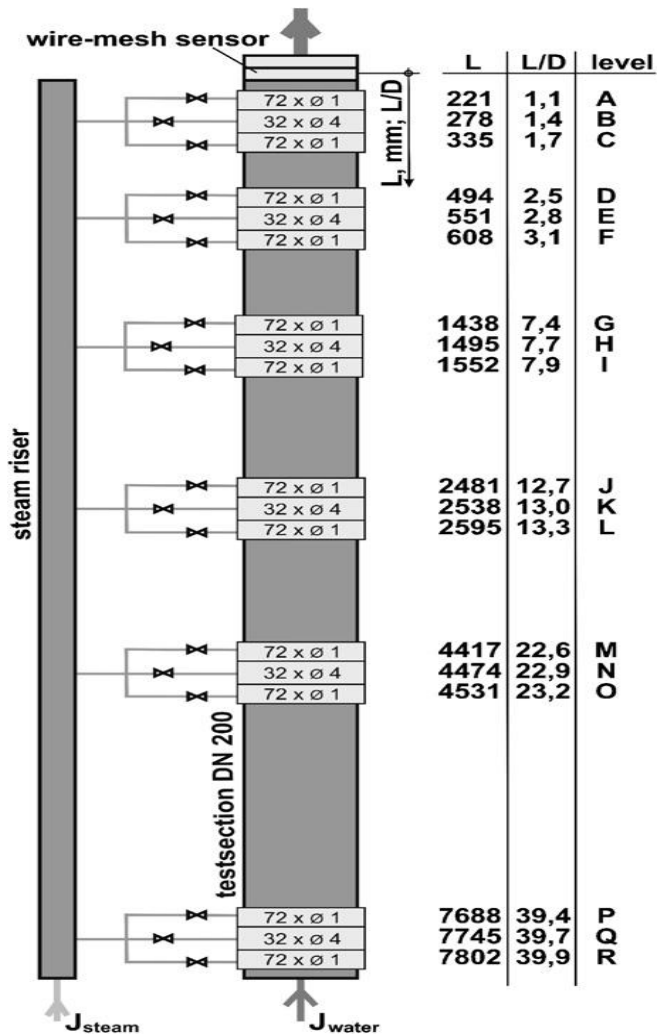 wire-mesh sensor
L L/D level
L, mm; L/D
72 x Ø 1 221 1,1 A
32 x Ø 4 278 1,4 B
72 x Ø 1 335 1,7 C
72 x Ø 1 494 2,5 D
32 x Ø 4 551 2,8 E
72 x Ø 1 608 3,1 F
72 x Ø 1 1438 7,4 G
32 x Ø 4 1495 7,7 H
72 x Ø 1 1552 7,9 I
steam riser
72 x Ø 1 2481 12,7 J
32 x Ø 4 2538 13,0 K
72 x Ø 1 2595 13,3 L
72 x Ø 1 4417 22,6 M
32 x Ø 4 4474 22,9 N
72 x Ø 1 4531 23,2 O
testsection DN 200
72 x Ø 1 7688 39,4 P
32 x Ø 4 7745 39,7 Q
72 x Ø 1 7802 39,9 R
Jsteam Jwater